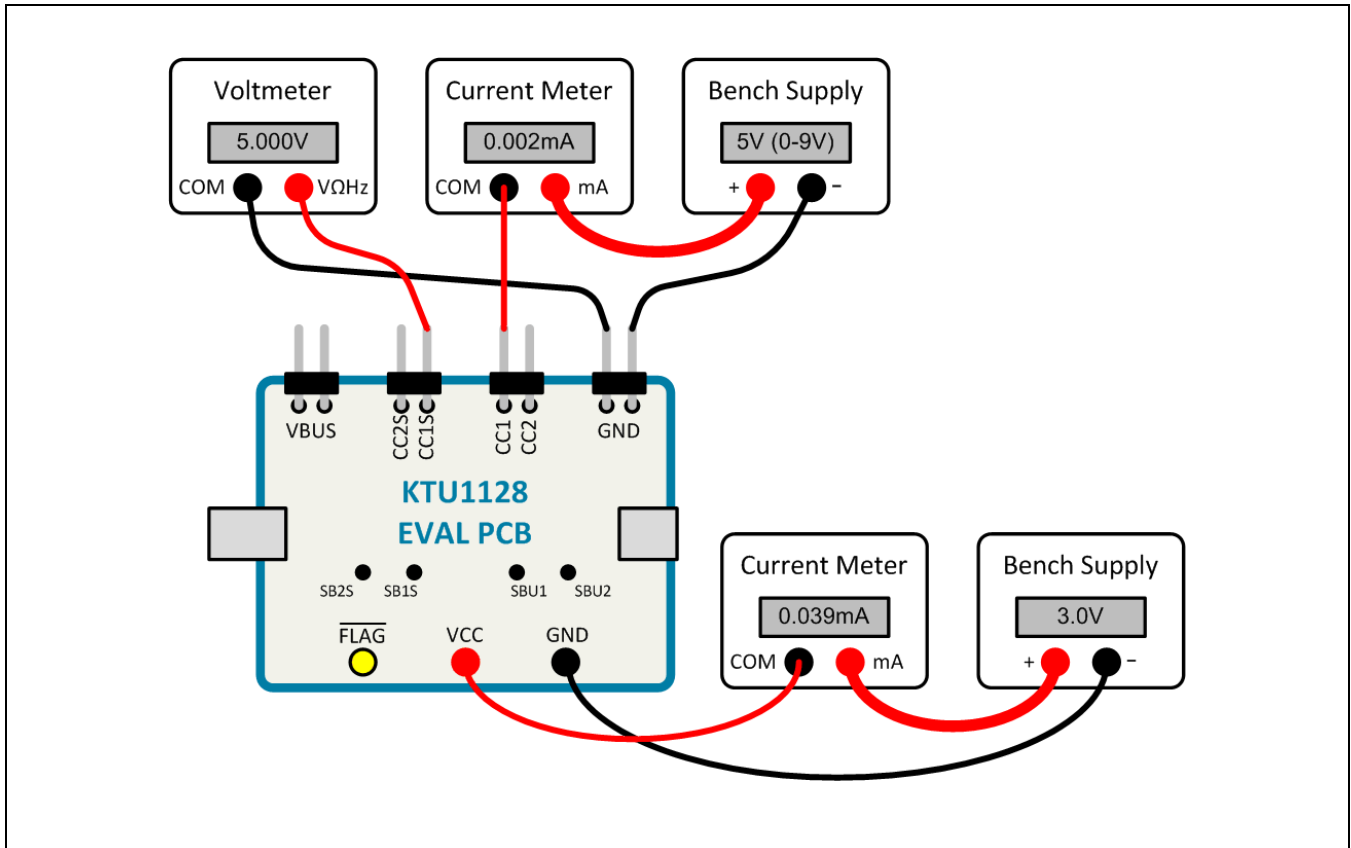 Voltmeter
5.000V
COM VΩHz
Current Meter
0.002mA
COM mA
Bench Supply
5V (0-9V)
+ −
VBUS
CC2S
CC1S
CC1
CC2
GND
KTU1128
EVAL PCB
SB2S SB1S SBU1 SBU2
FLAG VCC GND
Current Meter
0.039mA
COM mA
Bench Supply
3.0V
+ −